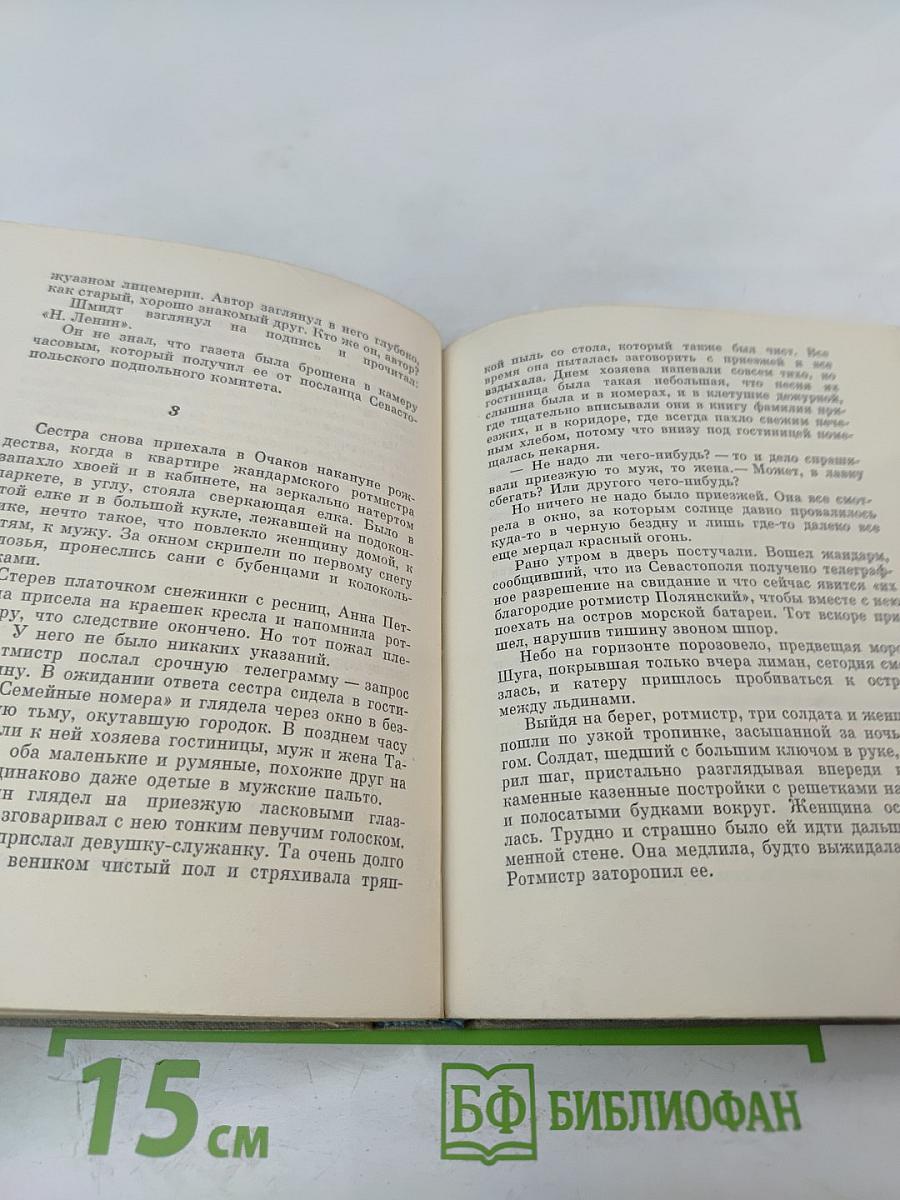 жуазном лицемерии. Автор заглянул в него глубоко,
как старый, хорошо знакомый друг. Кто же он, автор?
Шмидт взглянул на подпись и прочитал:
«Н. Ленин».
Он не знал, что газета была брошена в камеру
часовым, который получил ее от посланца Севасто-
польского подпольного комитета.
3
Сестра снова приехала в Очаков накануне рож-
дества, когда в квартире жандармского ротмистра
запахло хвоей и в кабинете, на зеркально натертом
паркете, в углу, стояла сверкающая елка. Было в
той елке и в большой кукле, лежавшей на подокон-
ике, нечто такое, что повлекло женщину домой, к
тям, к мужу. За окном скрипели по первому снегу
лозья, пронеслись сани с бубенцами и колоколь-
ками.
Стерев платочком снежинки с ресниц, Анна Пет-
на присела на краешек кресла и напомнила рот-
ру, что следствие окончено. Но тот пожал пле-
У него не было никаких указаний.
тмистр послал срочную телеграмму — запрос
ину. В ожидании ответа сестра сидела в гости-
Семейные номера» и глядела через окно в без-
ую тьму, окутавшую городок. В позднем часу
ли к ней хозяева гостиницы, муж и жена Та-
оба маленькие и румяные, похожие друг на
динаково даже одетые в мужские пальто.
ин глядел на приезжую ласковыми глаз-
зговаривал с нею тонким певучим голоском.
прислал девушку-служанку. Та очень долго
веником чистый пол и стряхивала тряп-
кой пыль со стола, который также был чист. Все
время она пыталась заговорить с приезжей и все
вздыхала. Днем хозяева напевали совсем тихо, но
гостиница была такая небольшая, что песня их
слышна была и в номерах, и в клетушке дежурной,
где тщательно вписывали они в книгу фамилии при-
езжих, и в коридоре, где всегда пахло свежим пече-
ным хлебом, потому что внизу под гостиницей поме-
щалась пекарня.
— Не надо ли чего-нибудь? — то и дело спраши-
вали приезжую то муж, то жена.— Может, в лавку
сбегать? Или другого чего-нибудь?
Но ничего не надо было приезжей. Она все смот-
рела в окно, за которым солнце давно провалилось
куда-то в черную бездну и лишь где-то далеко все
еще мерцал красный огонь.
Рано утром в дверь постучали. Вошел жандарм,
сообщивший, что из Севастополя получено телеграф-
ное разрешение на свидание и что сейчас явится «их
благородие ротмистр Полянский», чтобы вместе с нею
поехать на остров морской батареи. Тот вскоре при
шел, нарушив тишину звоном шпор.
Небо на горизонте порозовело, предвещая моро
Шуга, покрывшая только вчера лиман, сегодня см
злась, и катеру пришлось пробиваться к остр
между льдинами.
Выйдя на берег, ротмистр, три солдата и женщ
пошли по узкой тропинке, засыпанной за ночь
гом. Солдат, шедший с большим ключом в руке,
рил шаг, пристально разглядывая впереди
каменные казенные постройки с решетками на
и полосатыми будками вокруг. Женщина ос
лась. Трудно и страшно было ей идти дальш
менной стене. Она медлила, будто выжидала
Ротмистр заторопил ее.
15 см
БФ БИБЛИОФАН